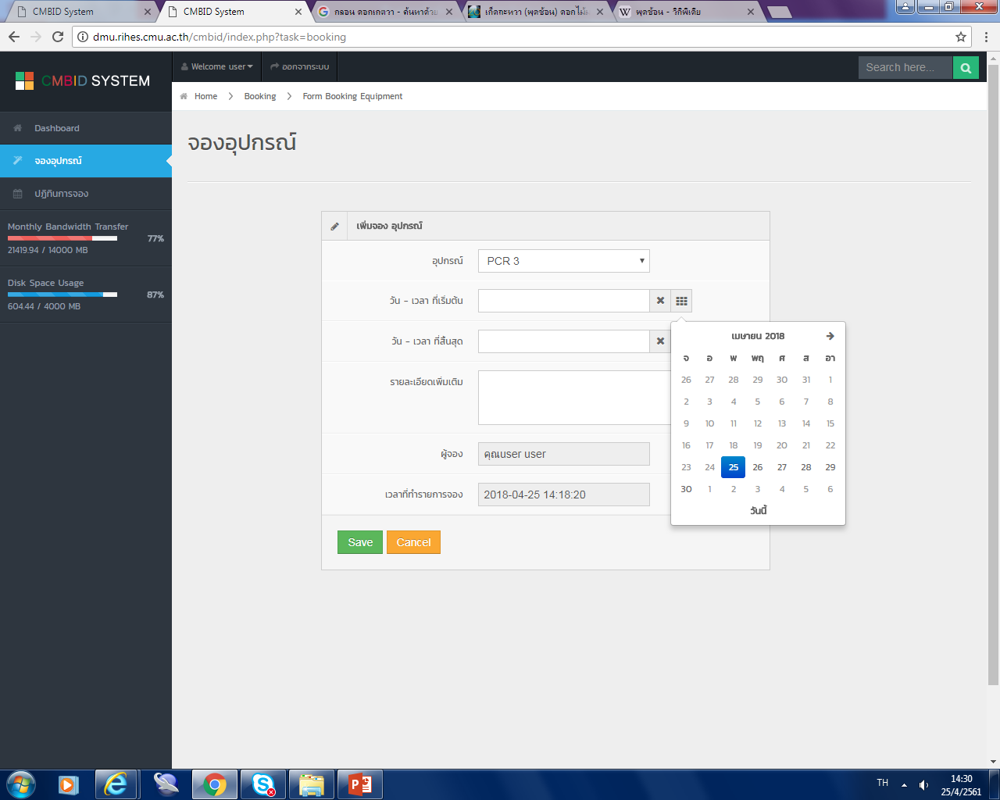 CMBID System
CMBID System
กลอน ดอกเกตวา - ค้นหาด้วย
เก็ดถะหวา (พุดซ้อน) ดอกไม้
พุดซ้อน - วิกิพีเดีย
dmu.rihes.cmu.ac.th/cmbid/index.php?task=booking
CMBID SYSTEM
Welcome user
ออกจากระบบ
Search here...
Home
Booking
Form Booking Equipment
Dashboard
จองอุปกรณ์
ปฏิทินการจอง
Monthly Bandwidth Transfer
77%
21419.94 / 14000 MB
Disk Space Usage
87%
604.44 / 4000 MB
จองอุปกรณ์
เพิ่มจอง อุปกรณ์
อุปกรณ์
PCR 3
วัน - เวลา ที่เริ่มต้น
วัน - เวลา ที่สิ้นสุด
รายละเอียดเพิ่มเติม
ผู้จอง
คุณuser user
เวลาที่ทำรายการจอง
2018-04-25 14:18:20
Save
Cancel
เมษายน 2018
จ อ พ พฤ ศ ส อา
26 27 28 29 30 31 1
2 3 4 5 6 7 8
9 10 11 12 13 14 15
16 17 18 19 20 21 22
23 24 25 26 27 28 29
30 1 2 3 4 5 6
วันนี้
TH
14:30
25/4/2561